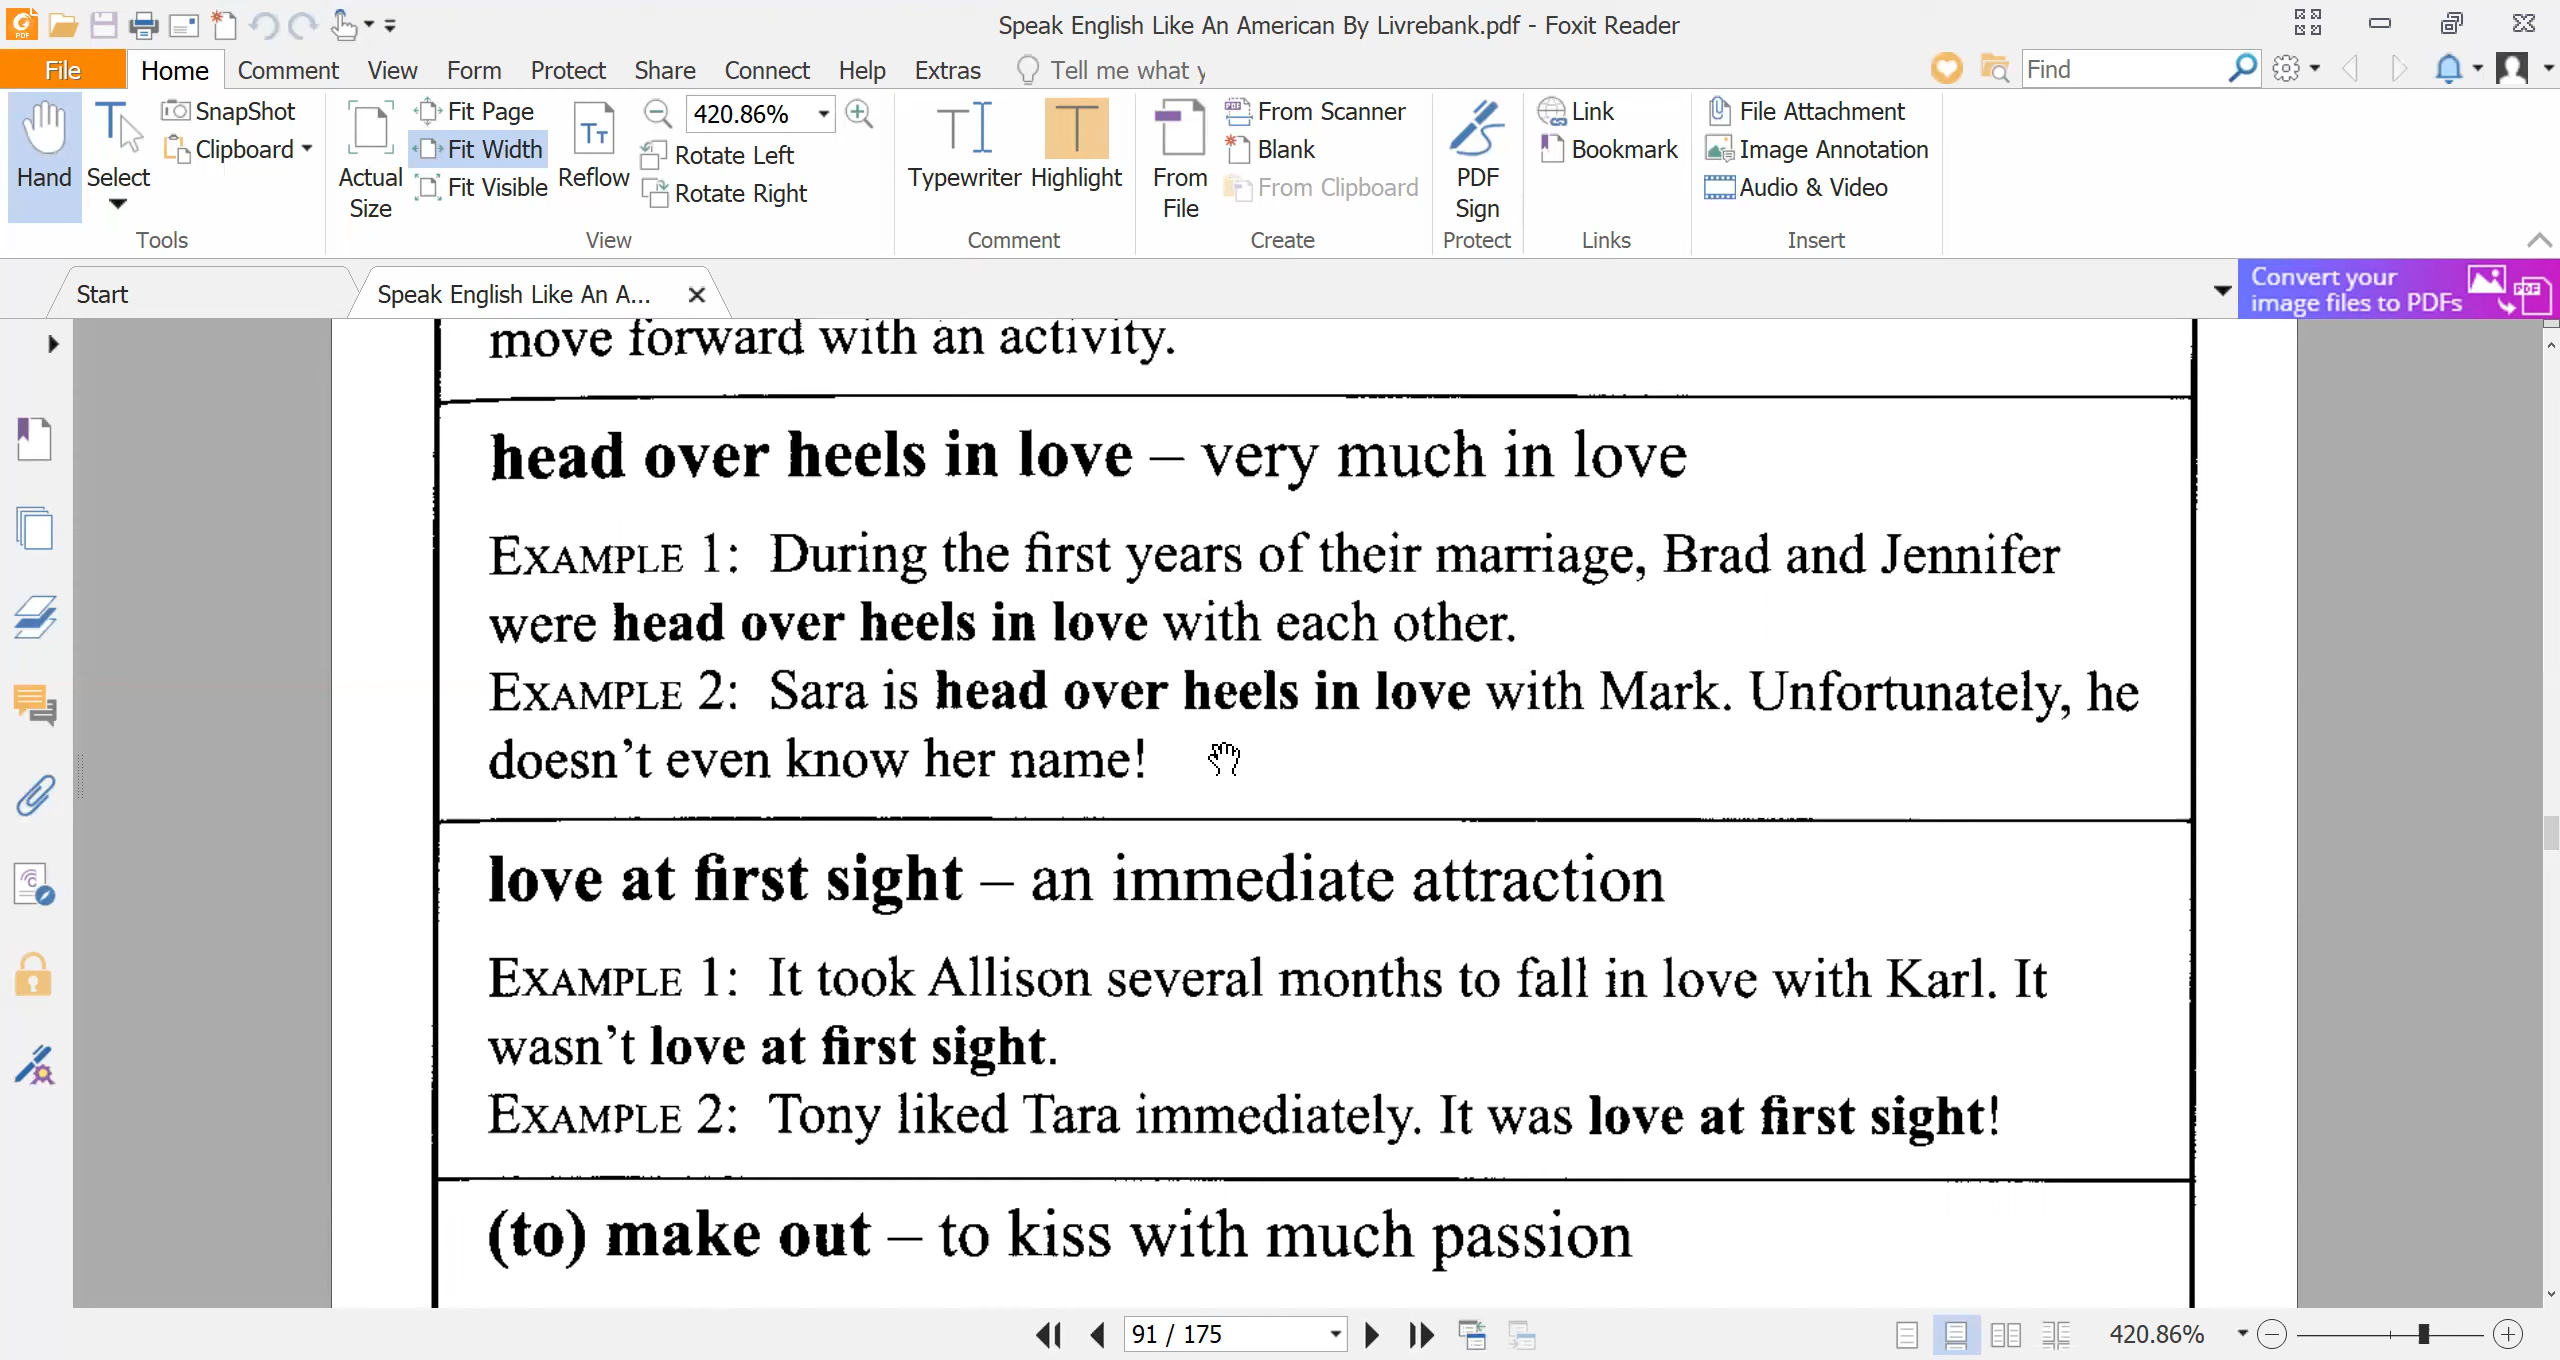 Speak English Like An American By Livrebank.pdf - Foxit Reader
File Home Comment View Form Protect Share Connect Help Extras Tell me what y Find
Hand
Select
SnapShot
Clipboard
Tools
Actual
Size
Fit Page
Fit Width
Fit Visible
Reflow
420.86%
Rotate Left
Rotate Right
View
Typewriter
Highlight
Comment
From
File
From Scanner
Blank
From Clipboard
Create
PDF
Sign
Protect
Link
Bookmark
Links
File Attachment
Image Annotation
Audio & Video
Insert
Start
Speak English Like An A...
Convert your
image files to PDFs
move forward with an activity.
head over heels in love – very much in love
EXAMPLE 1: During the first years of their marriage, Brad and Jennifer
were head over heels in love with each other.
EXAMPLE 2: Sara is head over heels in love with Mark. Unfortunately, he
doesn't even know her name!
love at first sight – an immediate attraction
EXAMPLE 1: It took Allison several months to fall in love with Karl. It
wasn't love at first sight.
EXAMPLE 2: Tony liked Tara immediately. It was love at first sight!
(to) make out – to kiss with much passion
91 / 175
420.86%